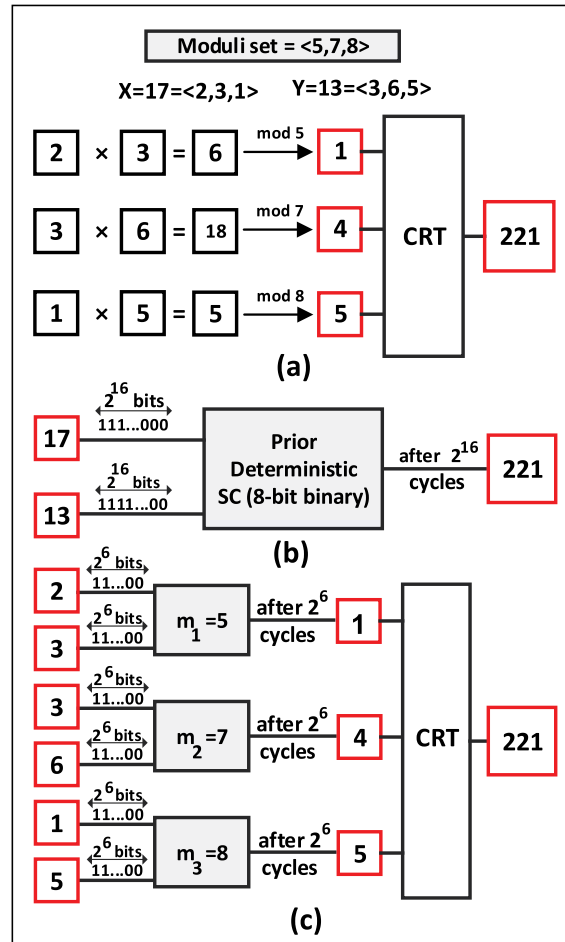 Moduli set = <5,7,8>
X=17=<2,3,1> Y=13=<3,6,5>
2 × 3 = 6 mod 5 1
3 × 6 = 18 mod 7 4
1 × 5 = 5 mod 8 5
CRT
221
(a)
2^16 bits
111...000
17
2^16 bits
1111...00
13
Prior
Deterministic
SC (8-bit binary)
after 2^16
cycles
221
(b)
2
2^6 bits
11...00
3
2^6 bits
11...00
m_1=5
after 2^6
cycles
1
3
2^6 bits
11...00
6
2^6 bits
11...00
m_2=7
after 2^6
cycles
4
1
2^6 bits
11...00
5
2^6 bits
11...00
m_3=8
after 2^6
cycles
5
CRT
221
(c)